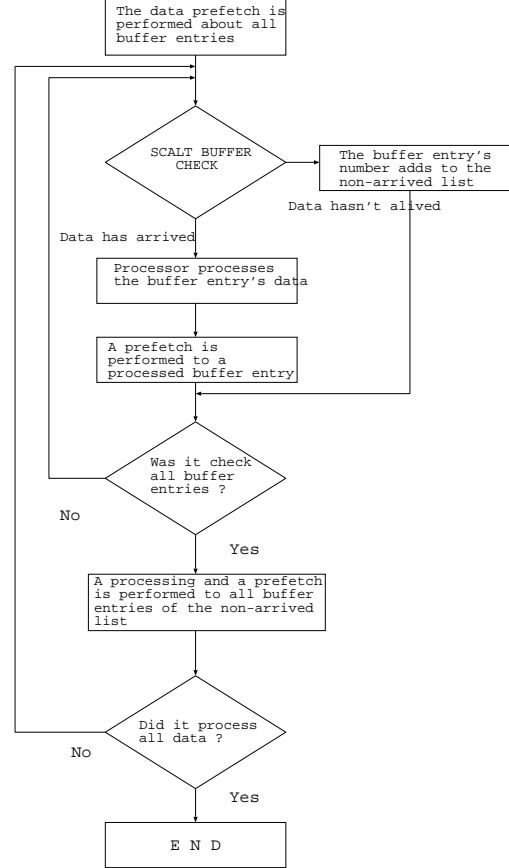 The data prefetch is
performed about all
buffer entries
SCALT BUFFER
CHECK
The buffer entry's
number adds to the
non-arrived list
Data hasn't alived
Data has arrived
Processor processes
the buffer entry's data
A prefetch is
performed to a
processed buffer entry
Was it check
all buffer
entries ?
No
Yes
A processing and a prefetch
is performed to all buffer
entries of the non-arrived
list
Did it process
all data ?
No
Yes
E N D